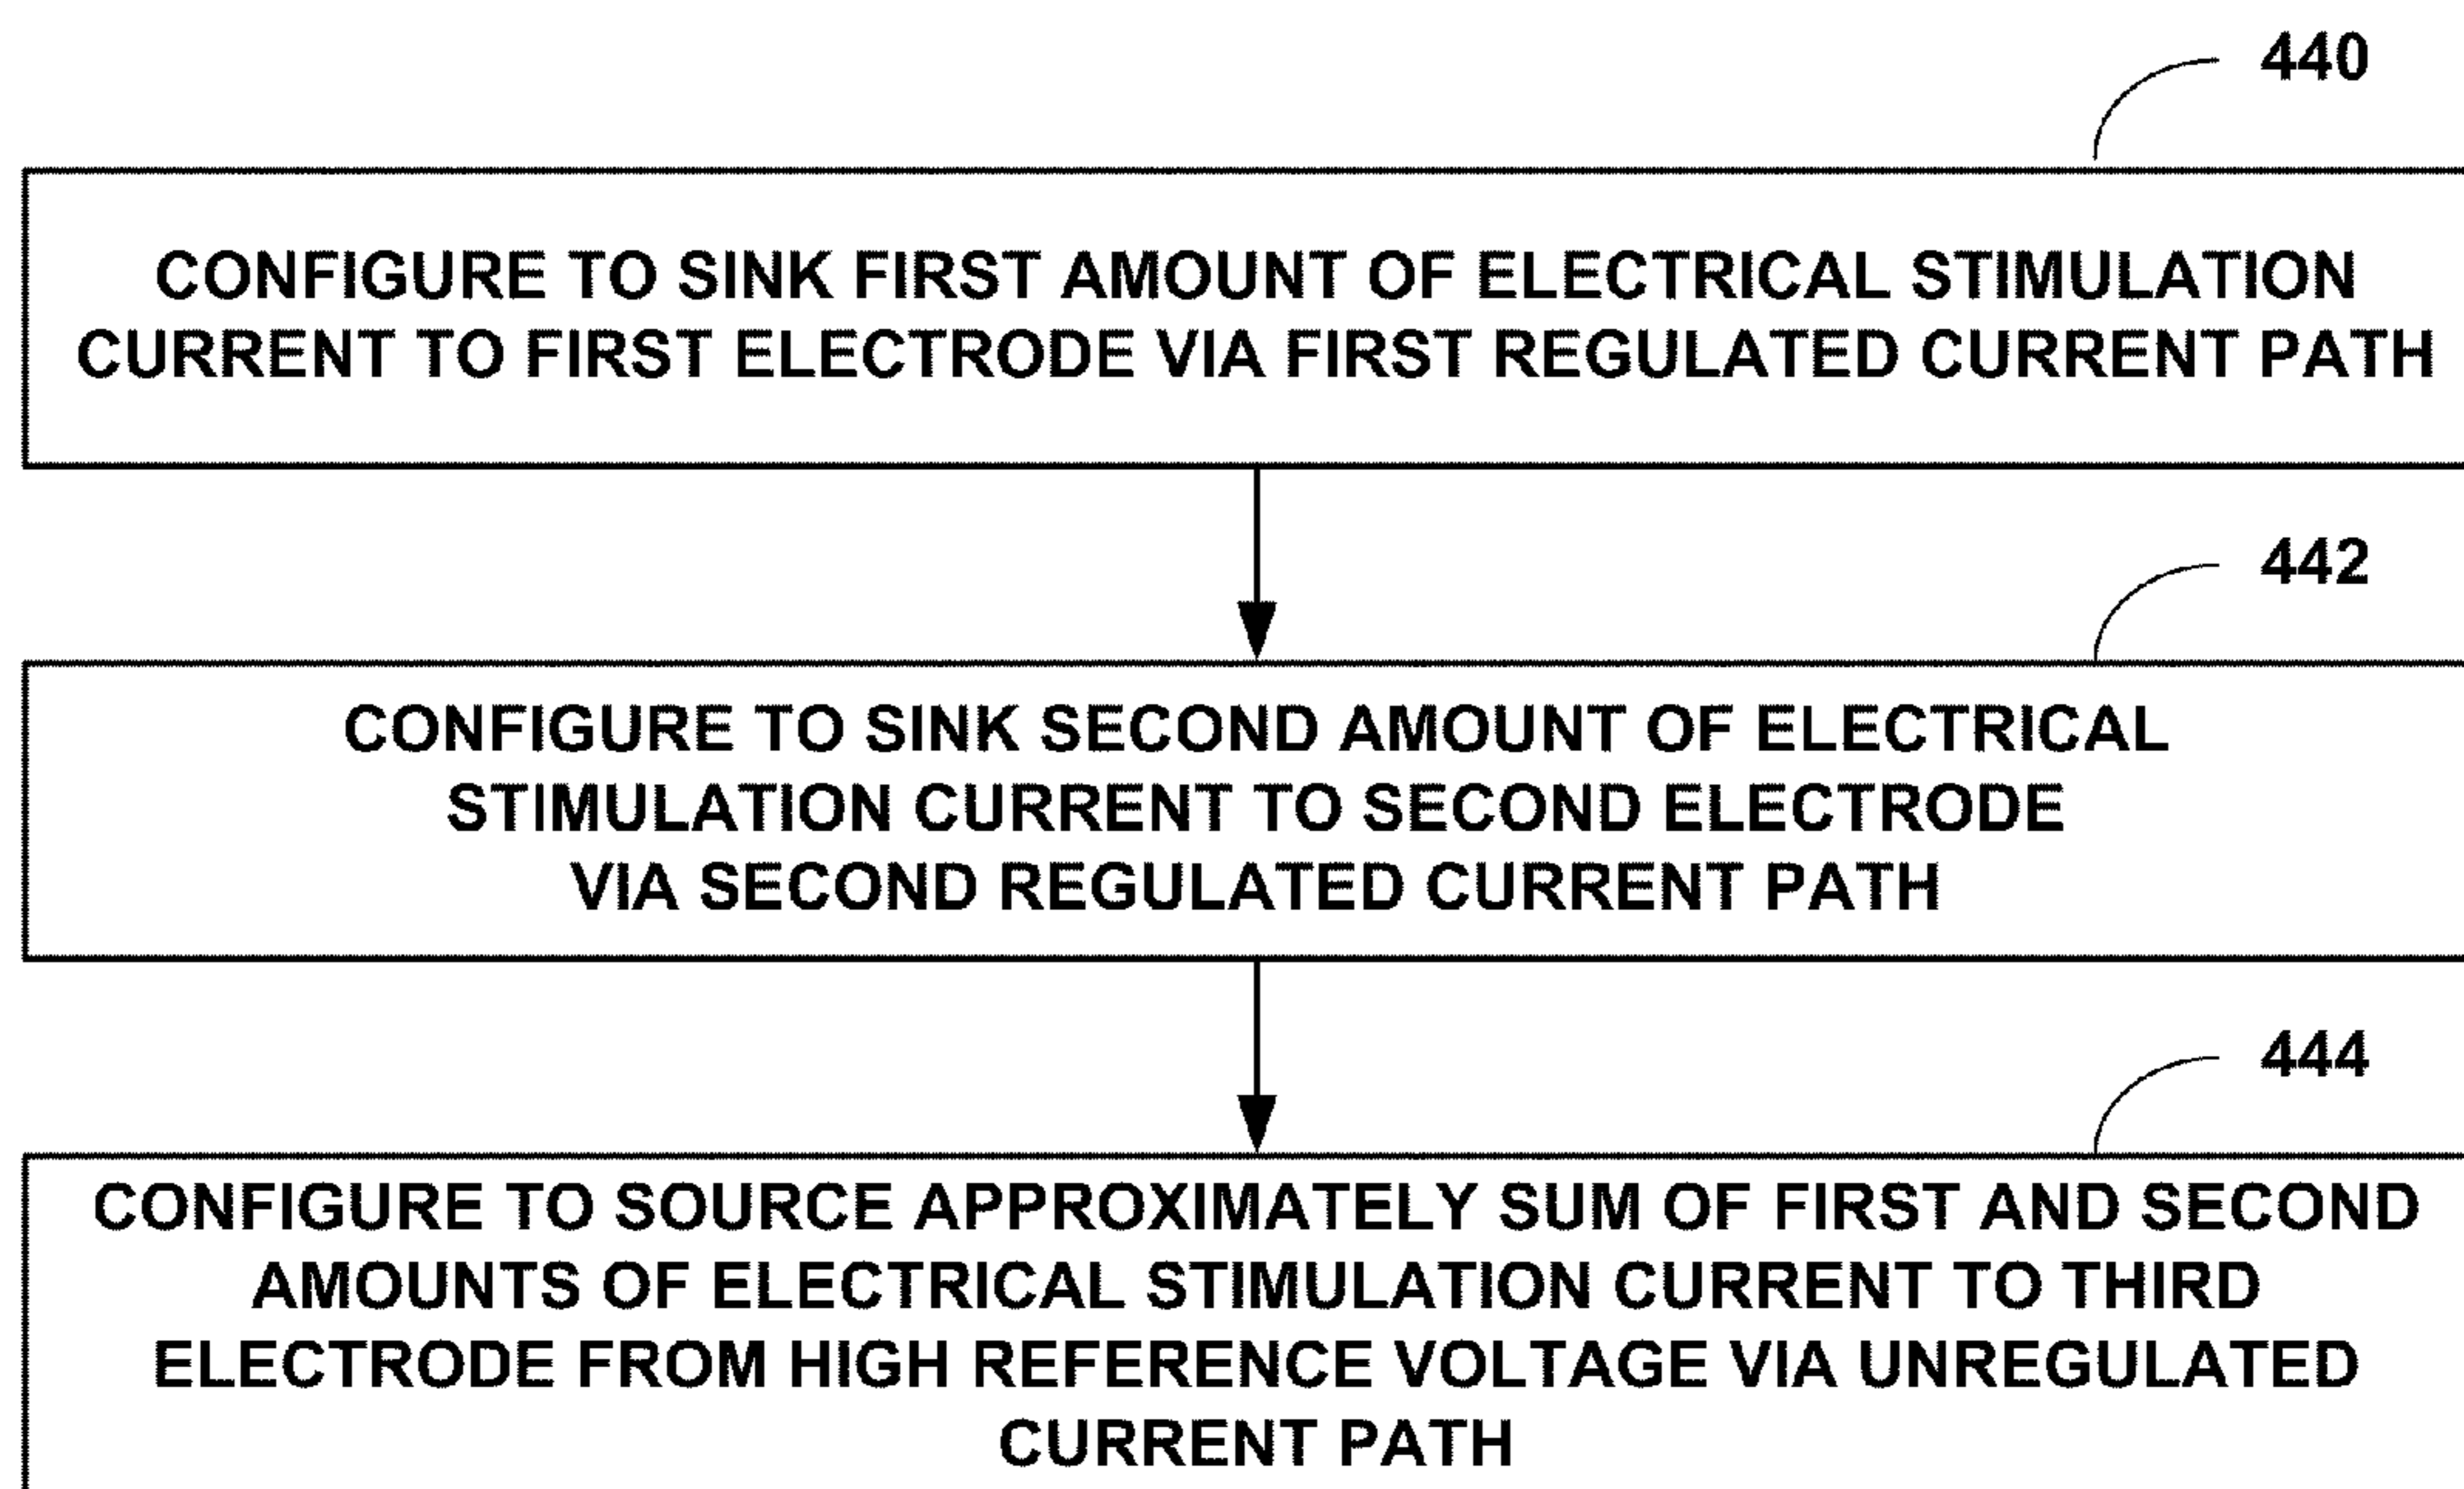 440
CONFIGURE TO SINK FIRST AMOUNT OF ELECTRICAL STIMULATION
CURRENT TO FIRST ELECTRODE VIA FIRST REGULATED CURRENT PATH
442
CONFIGURE TO SINK SECOND AMOUNT OF ELECTRICAL
STIMULATION CURRENT TO SECOND ELECTRODE
VIA SECOND REGULATED CURRENT PATH
444
CONFIGURE TO SOURCE APPROXIMATELY SUM OF FIRST AND SECOND
AMOUNTS OF ELECTRICAL STIMULATION CURRENT TO THIRD
ELECTRODE FROM HIGH REFERENCE VOLTAGE VIA UNREGULATED
CURRENT PATH